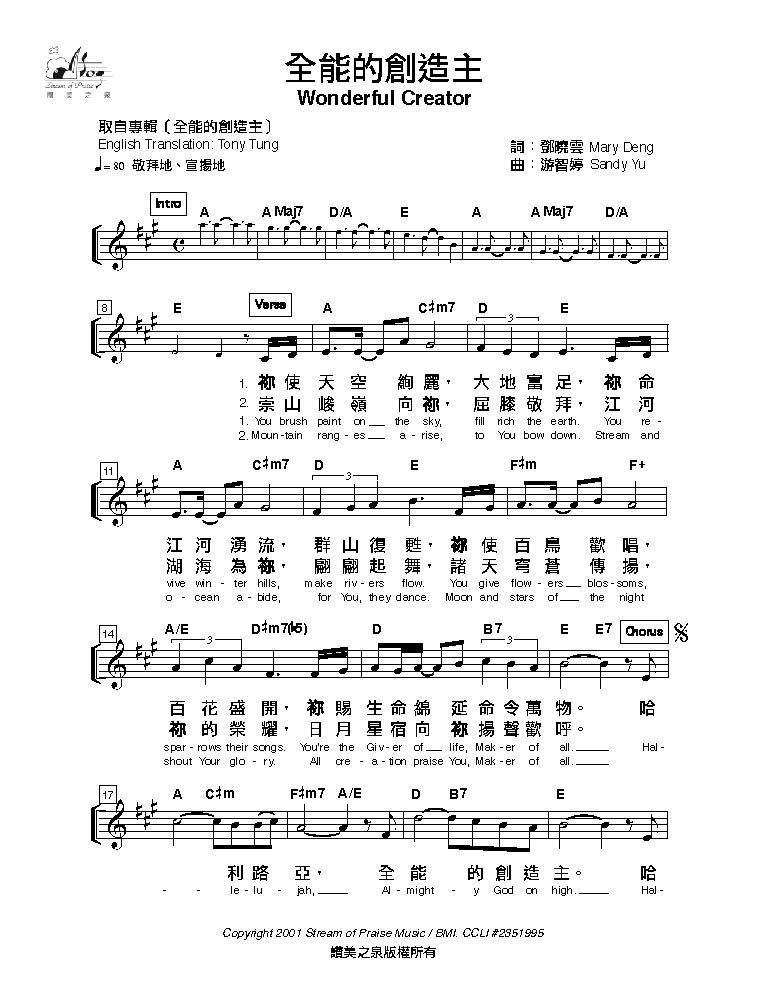 Stream of Praise
讚美之泉
全能的創造主
Wonderful Creator
取自專輯〔全能的創造主〕
English Translation: Tony Tung
♩= 80 敬拜地、宣揚地
詞：鄧曉雲 Mary Deng
曲：游智婷 Sandy Yu
Intro
A A Maj7 D/A E A A Maj7 D/A
8 E Verse A C♯m7 D E
3
1. 祢使天空絢麗，大地富足，祢命
2. 崇山峻嶺向祢，屈膝敬拜，江河
1. You brush paint on the sky, fill rich the earth. You re-
2. Moun-tain rang-es a-rise, to You bow down. Stream and
11 A C♯m7 D E F♯m F+
3
江河湧流，群山復甦，祢使百鳥歡唱，
湖海為祢，翩翩起舞，諸天穹蒼傳揚，
vive win-ter hills, make riv-ers flow. You give flow-ers blos-soms,
o-cean a-bide, for You, they dance. Moon and stars of the night
14 A/E D♯m7(♭5) D B7 E E7 Chorus
3 3
百花盛開，祢賜生命綿延命令萬物。哈
祢的榮耀，日月星宿向祢揚聲歡呼。
spar-rows their songs. You're the Giv-er of life, Mak-er of all. Hal-
shout Your glo-ry. All cre-a-tion praise You, Mak-er of all.
17 A C♯m F♯m7 A/E D B7 E
利路亞，全能的創造主。哈
- - le-lu-jah, Al-might-y God on high. Hal-
Copyright 2001 Stream of Praise Music / BMI. CCLI #2351995
讚美之泉版權所有